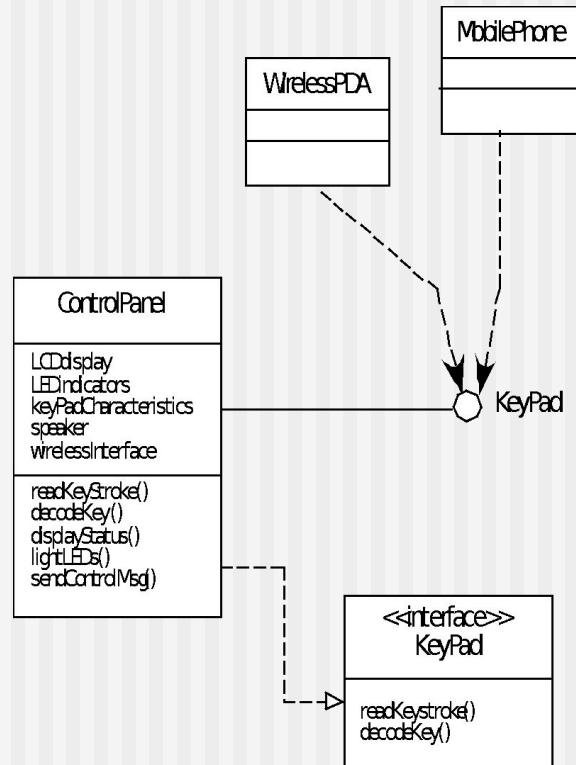 MobilePhone
WirelessPDA
ControlPanel
LCDdisplay
LEDindicators
keyPadCharacteristics
speaker
wirelessInterface
KeyPad
readKeyStroke()
decodeKey()
displayStatus()
lightLEDs()
sendControlMsg()
<<interface>>
KeyPad
readKeystroke()
decodeKey()